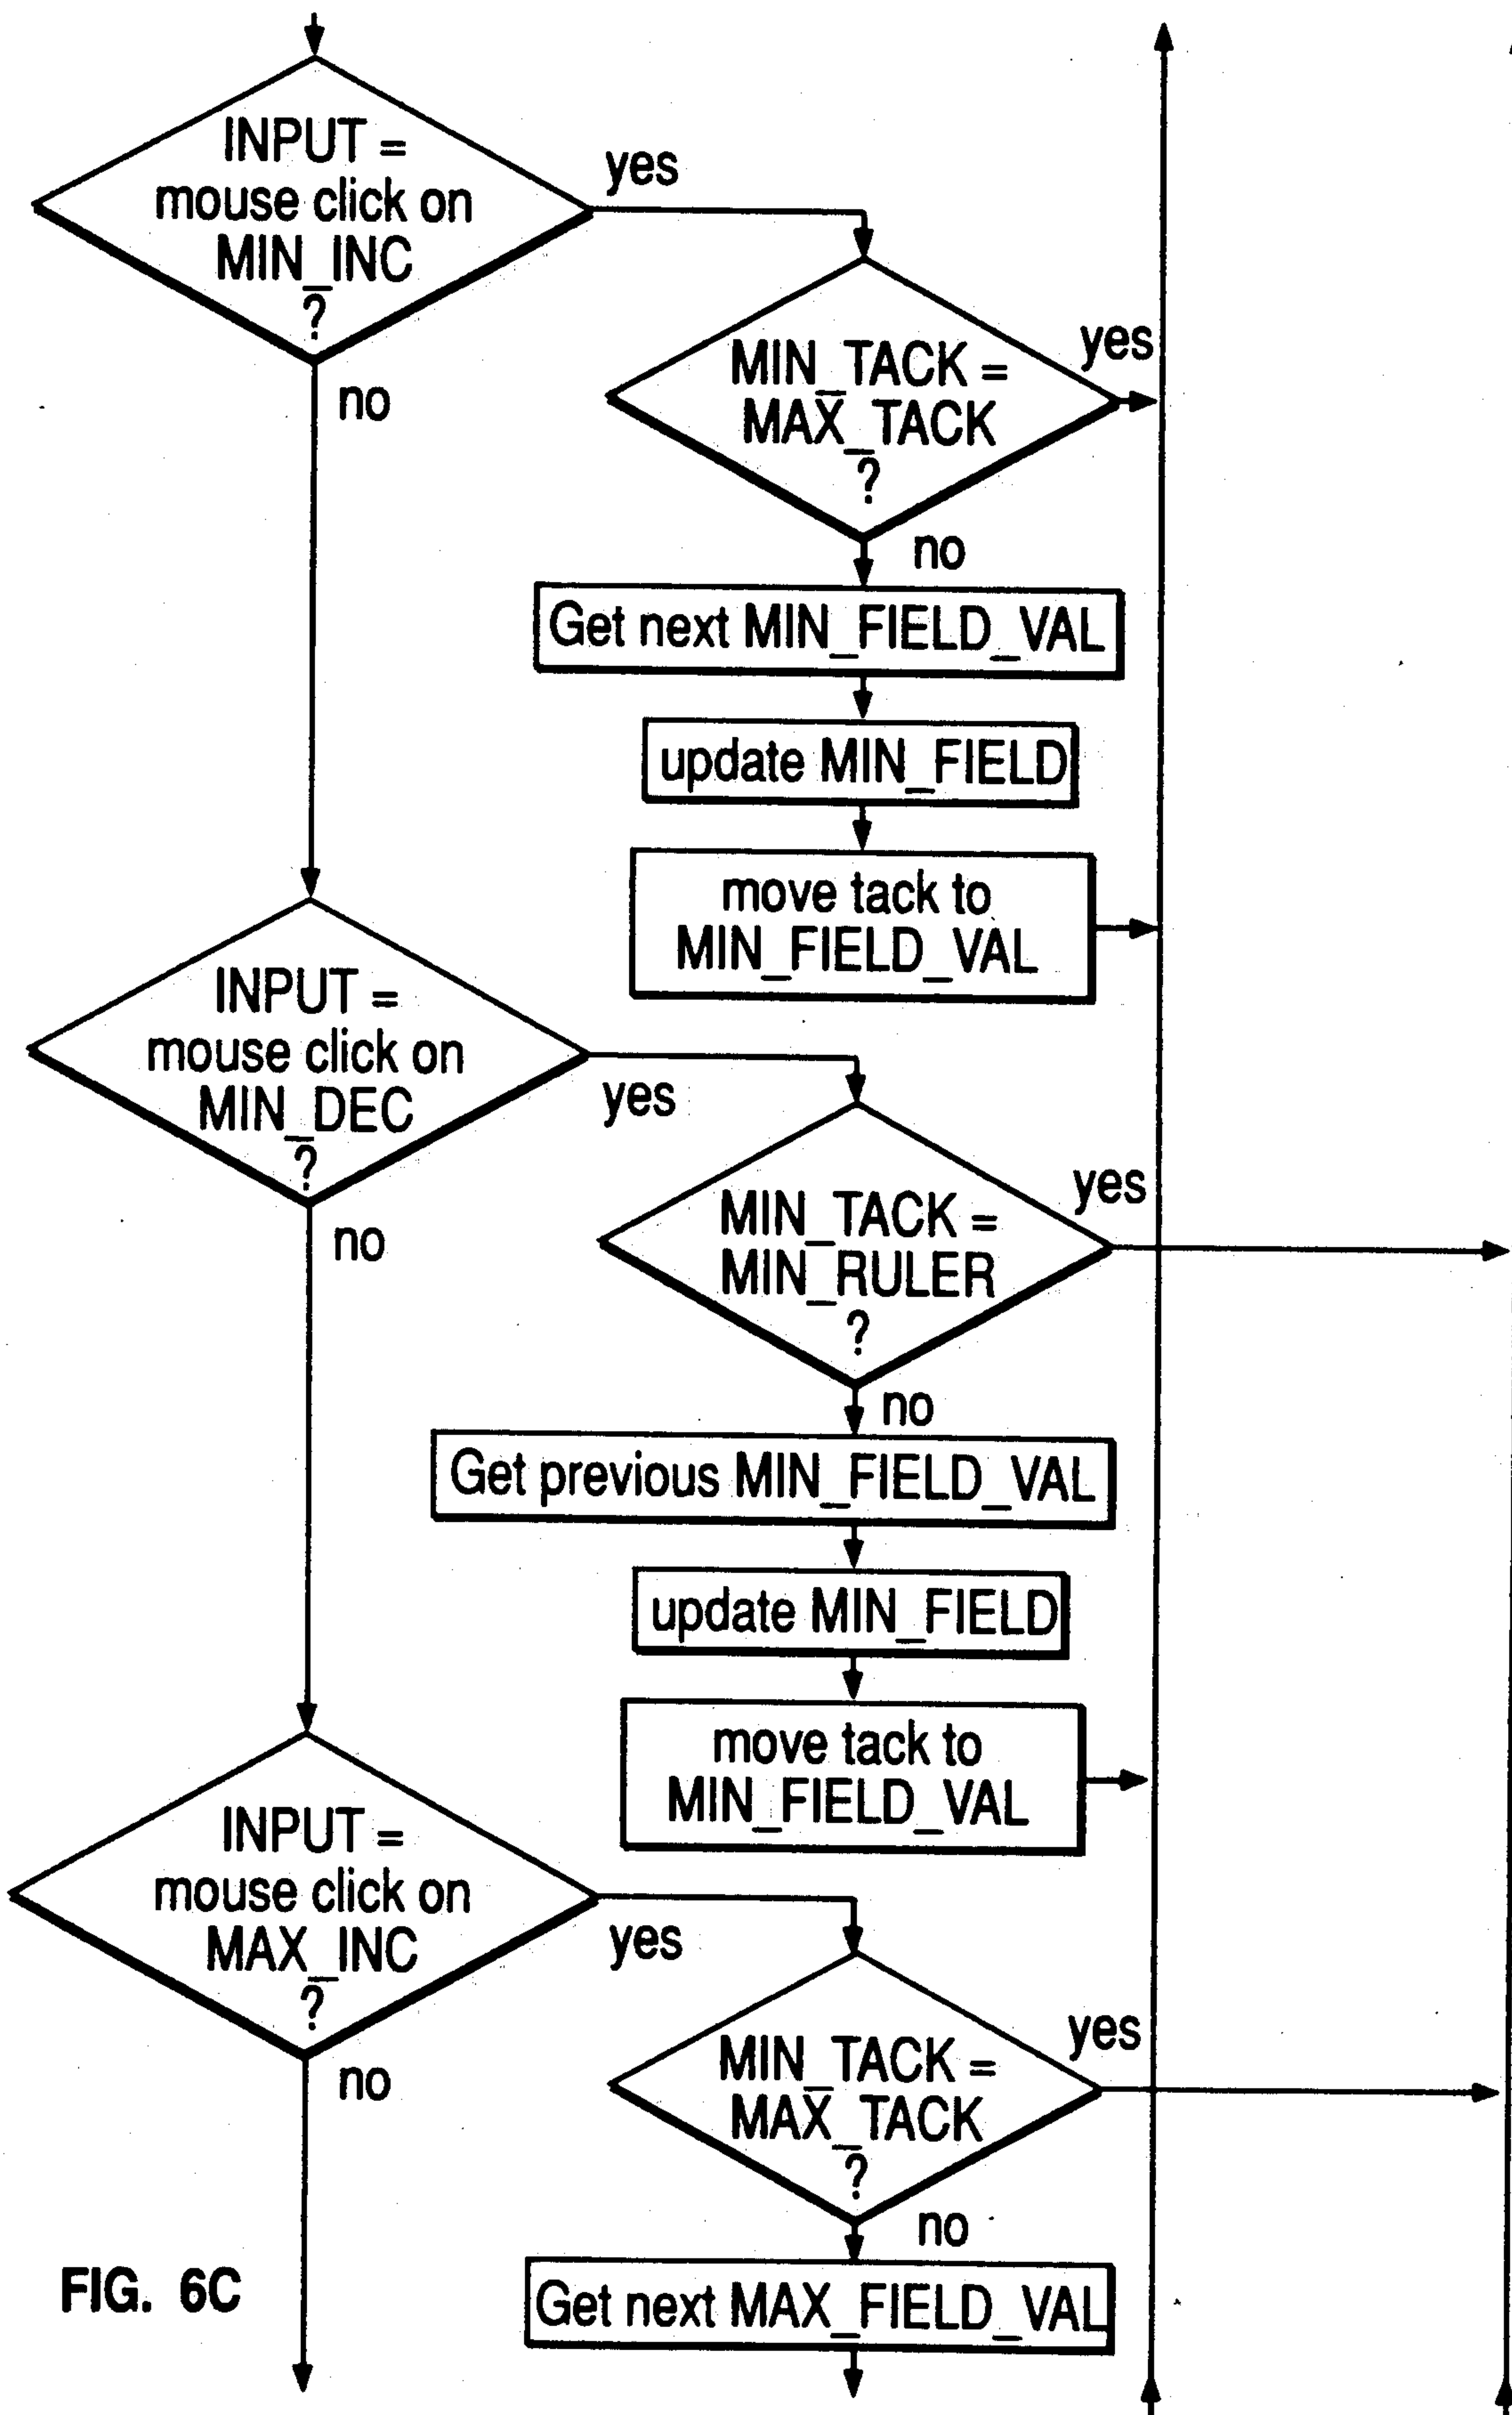 INPUT =
mouse click on
MIN_INC
?
yes
no
MIN_TACK =
MAX_TACK
?
yes
no
Get next MIN_FIELD_VAL
update MIN_FIELD
move tack to
MIN_FIELD_VAL
INPUT =
mouse click on
MIN_DEC
?
yes
no
MIN_TACK =
MIN_RULER
?
yes
no
Get previous MIN_FIELD_VAL
update MIN_FIELD
move tack to
MIN_FIELD_VAL
INPUT =
mouse click on
MAX_INC
?
yes
no
MIN_TACK =
MAX_TACK
?
yes
no
Get next MAX_FIELD_VAL
FIG. 6C